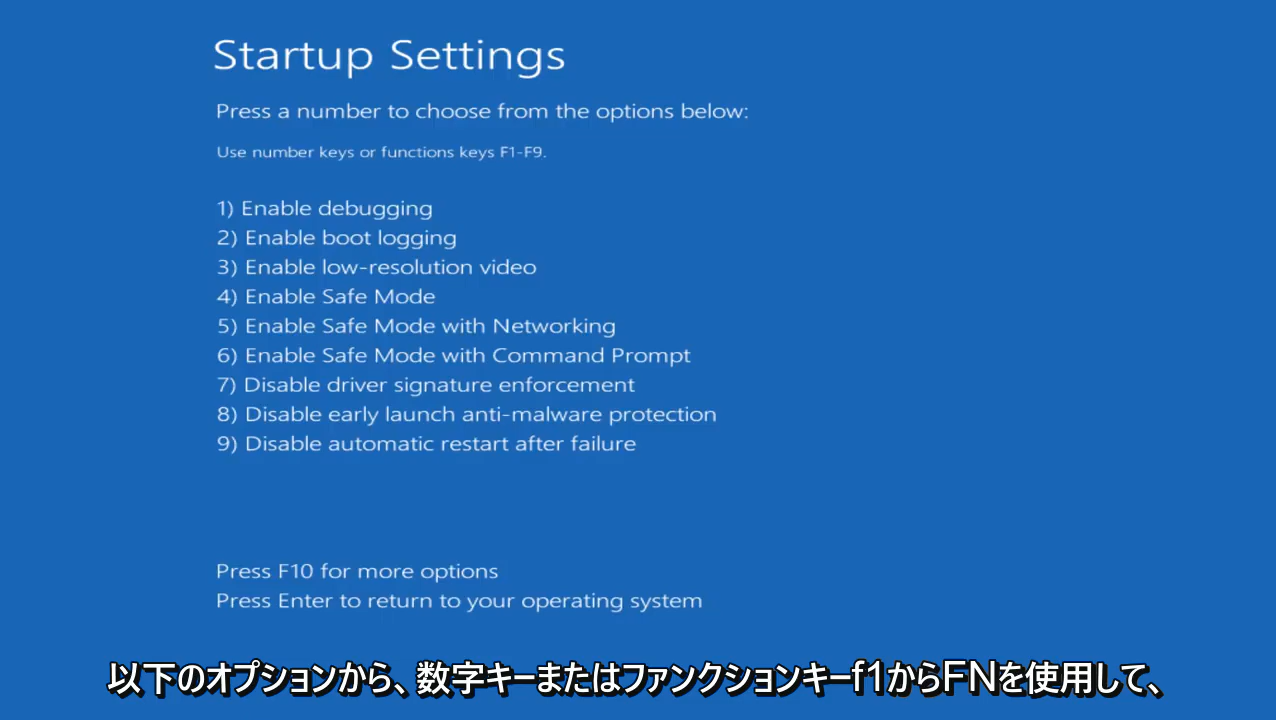 Startup Settings
Press a number to choose from the options below:
Use number keys or functions keys F1-F9.
1) Enable debugging
2) Enable boot logging
3) Enable low-resolution video
4) Enable Safe Mode
5) Enable Safe Mode with Networking
6) Enable Safe Mode with Command Prompt
7) Disable driver signature enforcement
8) Disable early launch anti-malware protection
9) Disable automatic restart after failure
Press F10 for more options
Press Enter to return to your operating system
以下のオプションから、数字キーまたはファンクションキーf1からFNを使用して、